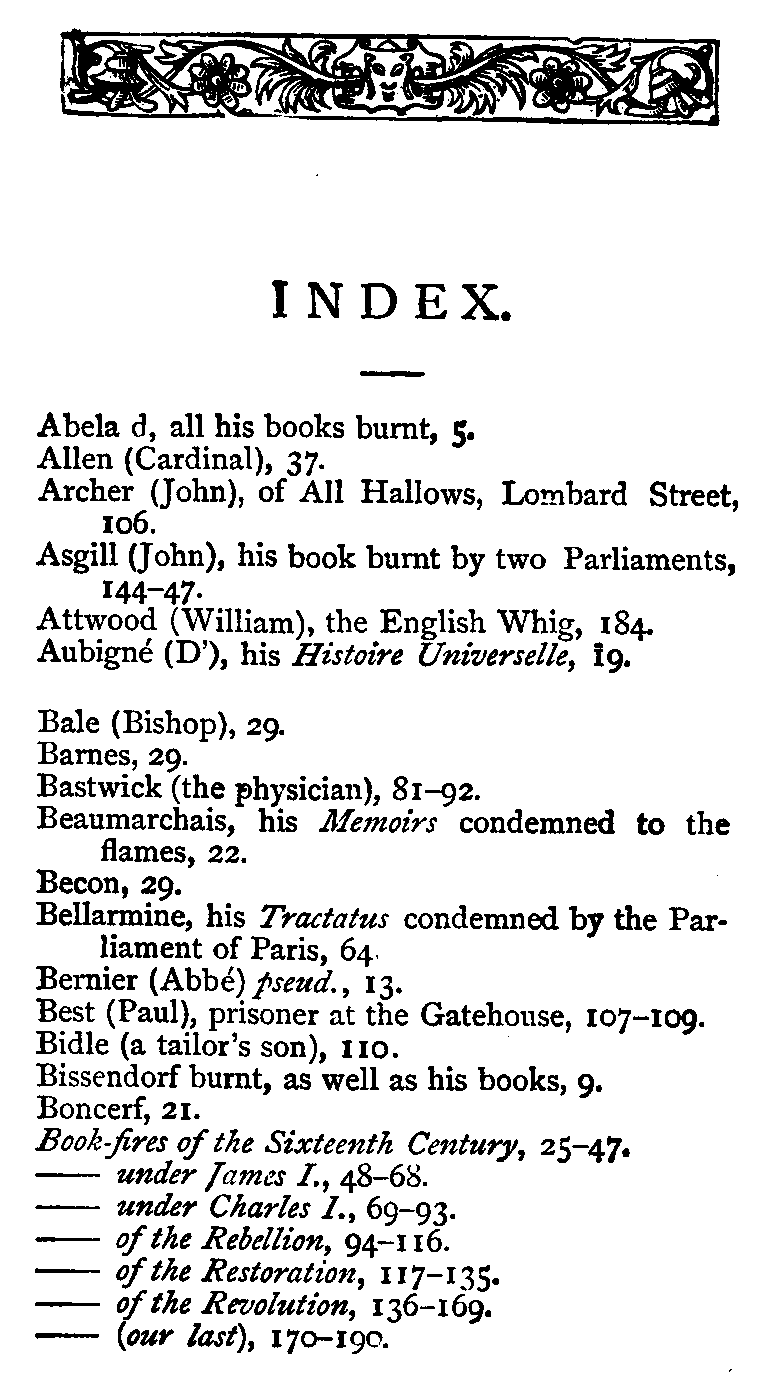 INDEX.
Abela d, all his books burnt, 5.
Allen (Cardinal), 37.
Archer (John), of All Hallows, Lombard Street,
106.
Asgill (John), his book burnt by two Parliaments,
144–47.
Attwood (William), the English Whig, 184.
Aubigné (D’), his Histoire Universelle, 19.
Bale (Bishop), 29.
Barnes, 29.
Bastwick (the physician), 81–92.
Beaumarchais, his Memoirs condemned to the
flames, 22.
Becon, 29.
Bellarmine, his Tractatus condemned by the Par-
liament of Paris, 64.
Bernier (Abbé) pseud., 13.
Best (Paul), prisoner at the Gatehouse, 107–109.
Bidle (a tailor’s son), 110.
Bissendorf burnt, as well as his books, 9.
Boncerf, 21.
Book-fires of the Sixteenth Century, 25–47.
—— under James I., 48–68.
—— under Charles I., 69–93.
—— of the Rebellion, 94–116.
—— of the Restoration, 117–135.
—— of the Revolution, 136–169.
—— (our last), 170–190.